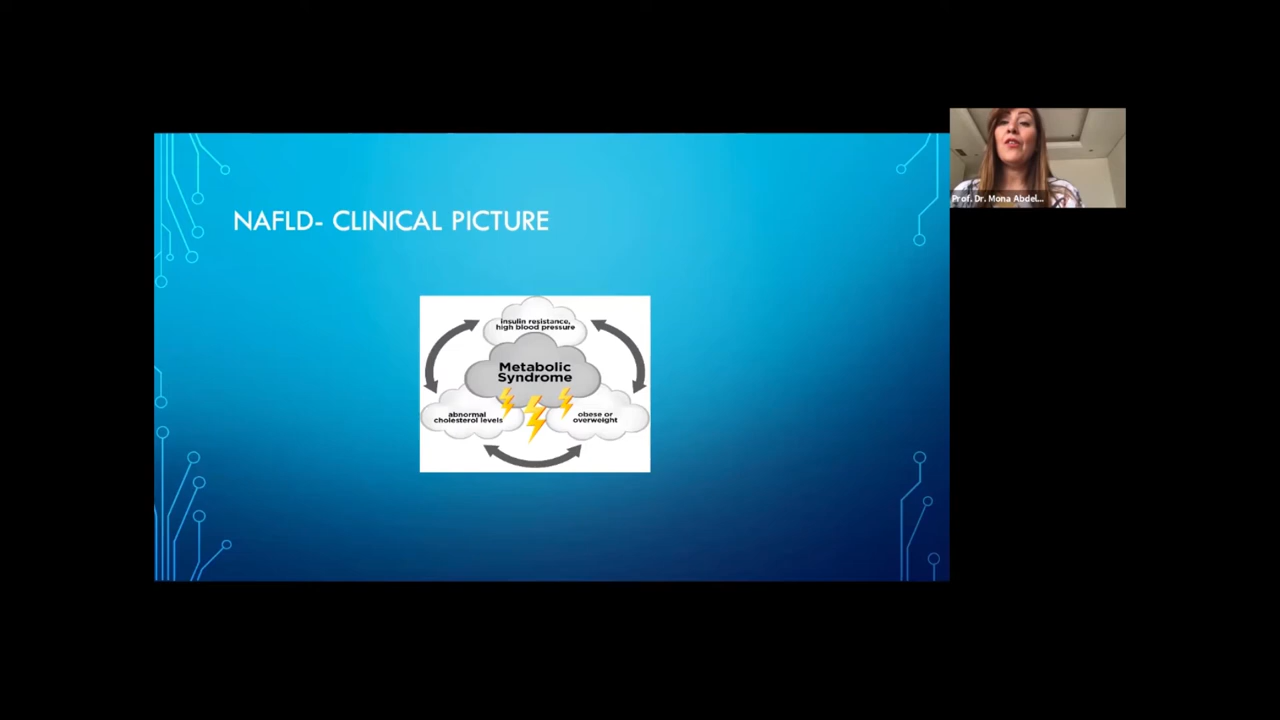 NAFLD- CLINICAL PICTURE
insulin resistance,
high blood pressure
Metabolic
Syndrome
abnormal
cholesterol levels
obese or
overweight
Prof. Dr. Mona Abdel...